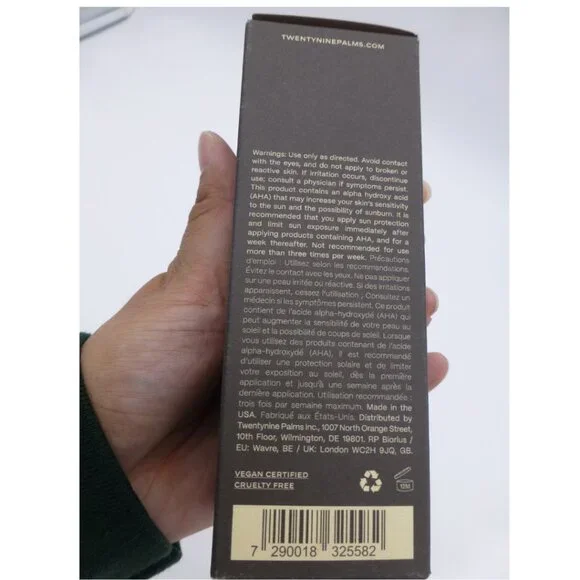 TWENTYNINEPALMS.COM
Warnings: Use only as directed. Avoid contact
with the eyes, and do not apply to broken or
reactive skin. If irritation occurs, discontinue
use; consult a physician if symptoms persist.
This product contains an alpha hydroxy acid
(AHA) that may increase your skin's sensitivity
to the sun and the possibility of sunburn. It is
recommended that you apply sun protection
and limit sun exposure immediately after
applying products containing AHA, and for a
week thereafter. Not recommended for use
more than three times per week. Précautions
d'emploi : Utilisez selon les recommandations.
Évitez le contact avec les yeux. Ne pas appliquer
sur une peau irritée ou réactive. Si des irritations
apparaissent, cessez l'utilisation ; Consultez un
médecin si les symptômes persistent. Ce produit
contient de l'acide alpha-hydroxydé (AHA) qui
peut augmenter la sensibilité de votre peau au
soleil et la possibilité de coups de soleil. Lorsque
vous utilisez des produits contenant de l'acide
alpha-hydroxydé (AHA), il est recommandé
d'utiliser une protection solaire et de limiter
votre exposition au soleil, dès la première
application et jusqu'à une semaine après la
dernière application. Utilisation recommandée :
trois fois par semaine maximum. Made in the
USA. Fabriqué aux États-Unis. Distributed by
Twentynine Palms Inc., 1007 North Orange Street,
10th Floor, Wilmington, DE 19801. RP Biorius /
EU: Wavre, BE / UK: London WC2H 9JQ, GB.
VEGAN CERTIFIED
CRUELTY FREE
12M
7 290018 325582